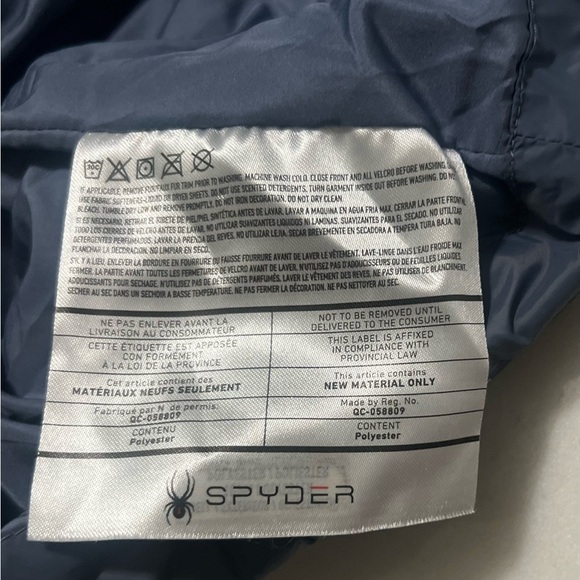 IF APPLICABLE, REMOVE FUR/FAUX FUR TRIM PRIOR TO WASHING. MACHINE WASH COLD. CLOSE FRONT AND ALL VELCRO BEFORE WASHING.
USE FABRIC SOFTENERS-LIQUID OR DRYER SHEETS. DO NOT USE SCENTED DETERGENTS. TURN GARMENT INSIDE OUT BEFORE WASHING. DO NOT
BLEACH. TUMBLE DRY LOW AND REMOVE PROMPTLY. DO NOT IRON DECORATION. DO NOT DRY CLEAN.
SI ES NECESARIO, RETIRAR EL RIBETE DE PIEL/PIEL SINTÉTICA ANTES DE LAVAR. LAVAR A MAQUINA EN AGUA FRIA MAX. CERRAR LA PARTE FRONTAL
TODO LOS CIERRES DE VELCRO ANTES DE LAVAR. NO UTILIZAR SUAVIZANTES LIQUIDOS NI LAMINAS. SUAVIZANTES PARA EL SECADO. NO UTILIZAR
DETERGENTES PERFUMADOS. LAVAR LA PRENDA DEL REVES. NO UTILIZAR LEJÍA. SECAR BREVEMENTE EN SECADORA A TEMPERATURA BAJA. NO
PLANCHAR LA DECORACIÓN. NO LIMPIAR EN SECO.
S'IL Y A LIEU, ENLEVER LA BORDURE EN FOURRURE OU FAUSSE FOURRURE AVANT DE LAVER LE VÊTEMENT. LAVE-LINGE DANS L'EAU FROIDE MAX
FERMER LA PARTIE AVANT TOUTES LES FERMETURES DE VELCRO AVANT DE LAVER. N'UTILISEZ PAS D'ADOUCISSEURS OU DE FEUILLES LIQUIDES
ADOUCISSANTS POUR SECHAGE. N'UTILISEZ PAS DE DETERGENTS PARFUMÉS. LAVER LE VÊTEMENT DES REVES. NE PAS UTILISER DE BLANCHIMENT.
SECHER AU SEC DANS UN SECHOIR A BASSE TEMPÉRATURE. NE PAS FERMER LA DÉCORATION. NE PAS NETTOYER AU SEC.
NE PAS ENLEVER AVANT LA
LIVRAISON AU CONSOMMATEUR
NOT TO BE REMOVED UNTIL
DELIVERED TO THE CONSUMER
CETTE ÉTIQUETTE EST APPOSÉE
CON FORMÉMENT
À LA LOI DE LA PROVINCE
THIS LABEL IS AFFIXED
IN COMPLIANCE WITH
PROVINCIAL LAW
Cet article contient des
MATÉRIAUX NEUFS SEULEMENT
This article contains
NEW MATERIAL ONLY
Fabriqué par N° de permis:
QC-058809
Made by Reg. No.
QC-058809
CONTENU
Polyester
CONTENT
Polyester
SPYDER